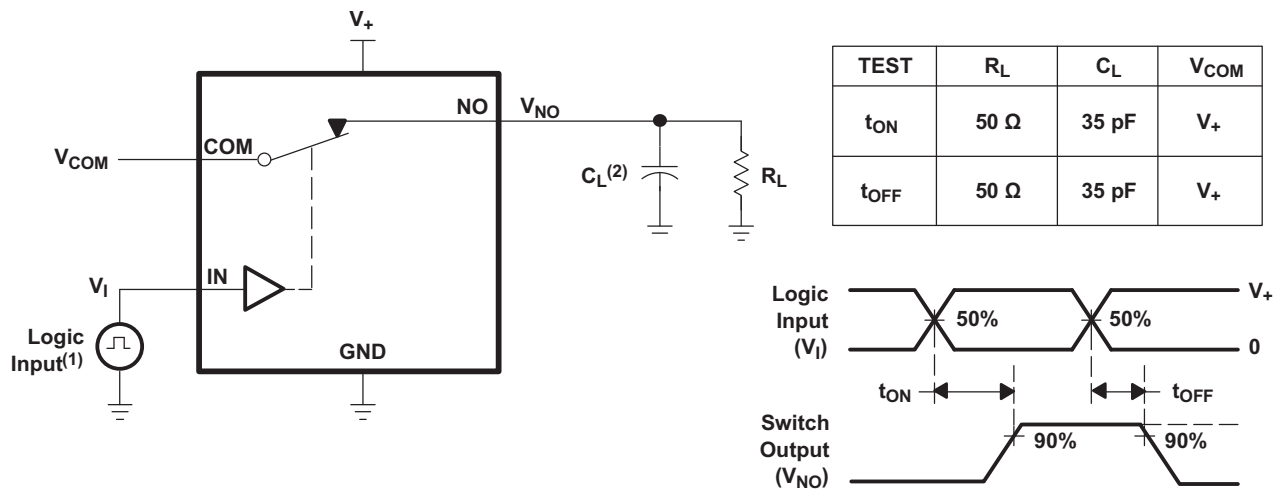 V+
NO
VNO
COM
VCOM
CL(2)
RL
IN
VI
Logic
Input(1)
GND
TEST RL CL VCOM
tON 50 Ω 35 pF V+
tOFF 50 Ω 35 pF V+
Logic
Input
(VI)
50%
50%
V+
0
tON
tOFF
Switch
Output
(VNO)
90%
90%